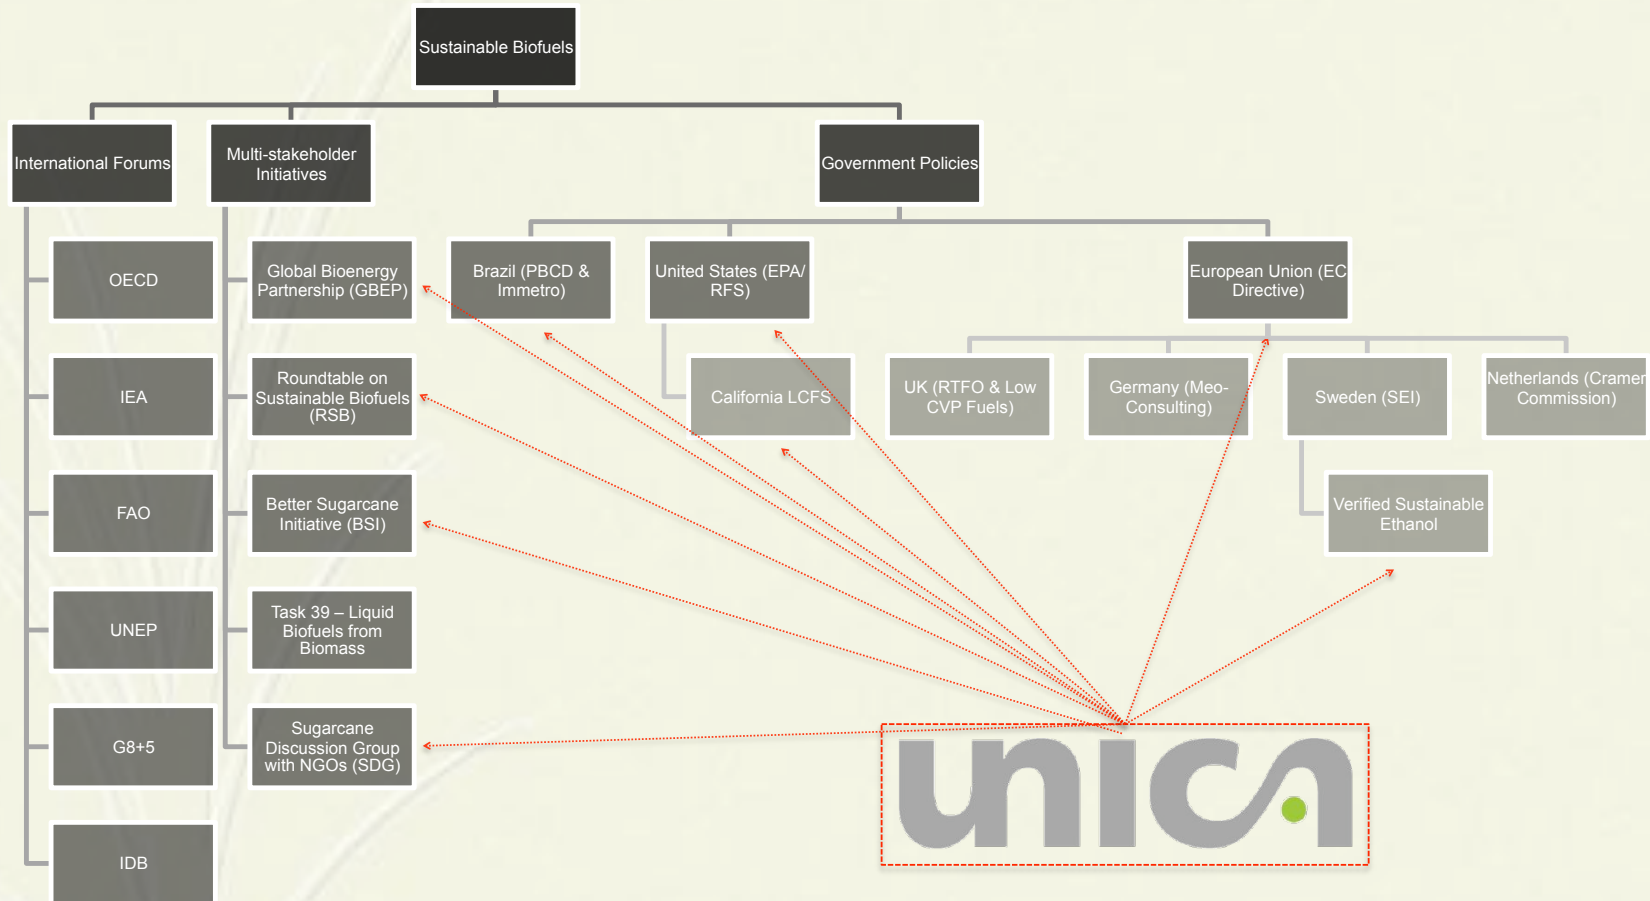 Sustainable Biofuels
International Forums
Multi-stakeholder
Initiatives
Government Policies
OECD
IEA
FAO
UNEP
G8+5
IDB
Global Bioenergy
Partnership (GBEP)
Roundtable on
Sustainable Biofuels
(RSB)
Better Sugarcane
Initiative (BSI)
Task 39 – Liquid
Biofuels from
Biomass
Sugarcane
Discussion Group
with NGOs (SDG)
Brazil (PBCD &
Immetro)
United States (EPA/
RFS)
California LCFS
European Union (EC
Directive)
UK (RTFO & Low
CVP Fuels)
Germany (Meo-
Consulting)
Sweden (SEI)
Verified Sustainable
Ethanol
Netherlands (Cramer
Commission)
unica